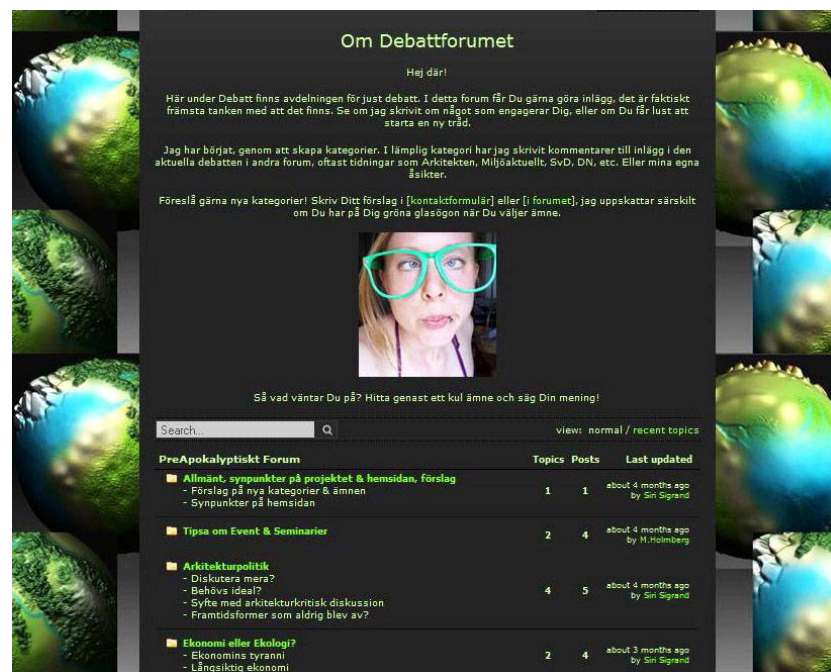 Om Debattforumet
Hej där!
Här under Debatt finns avdelningen för just debatt. I detta forum får Du gärna göra inlägg, det är faktiskt
främsta tanken med att det finns. Se om jag skrivit om något som engagerar Dig, eller om Du får lust att
starta en ny tråd.
Jag har börjat, genom att skapa kategorier. I lämplig kategori har jag skrivit kommentarer till inlägg i den
aktuella debatten i andra forum, oftast tidningar som Arkitekten, Miljöaktuellt, SvD, DN, etc. Eller mina egna
åsikter.
Föreslå gärna nya kategorier! Skriv Ditt förslag i [kontaktformulär] eller [i forumet], jag uppskattar särskilt
om Du har på Dig gröna glasögon när Du väljer ämne.
Så vad väntar Du på? Hitta genast ett kul ämne och säg Din mening!
Search... view: normal / recent topics
PreApokalyptiskt Forum Topics Posts Last updated
Allmänt, synpunkter på projektet & hemsidan, förslag
- Förslag på nya kategorier & ämnen
- Synpunkter på hemsidan
1 1 about 4 months ago
by Siri Sigrand
Tipsa om Event & Seminarier
2 4 about 4 months ago
by M.Holmberg
Arkitekturpolitik
- Diskutera mera?
- Behövs ideal?
- Syfte med arkitekturkritisk diskussion
- Framtidsformer som aldrig blev av?
4 5 about 4 months ago
by Siri Sigrand
Ekonomi eller Ekologi?
- Ekonomins tyranni
- Långsiktig ekonomi
2 4 about 3 months ago
by Siri Sigrand